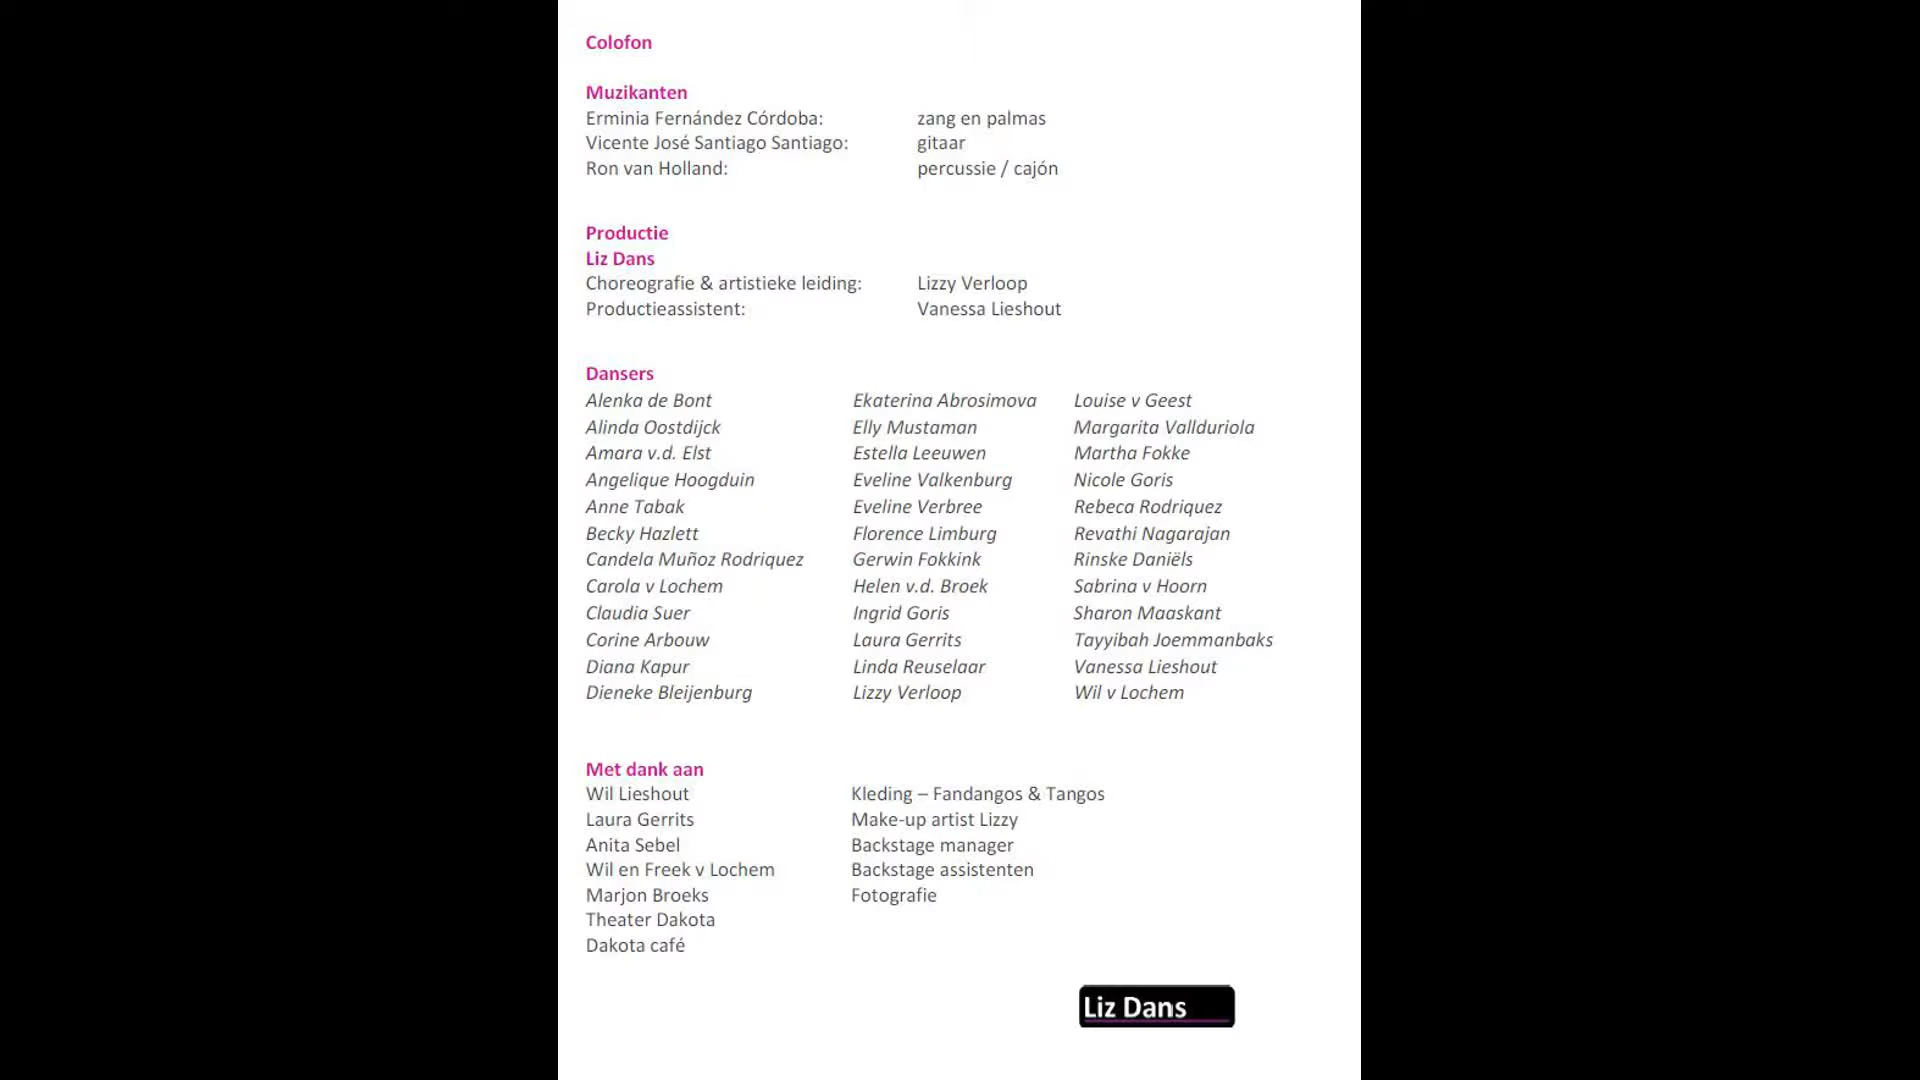 Colofon
Muzikanten
Erminia Fernández Córdoba: zang en palmas
Vicente José Santiago Santiago: gitaar
Ron van Holland: percussie / cajón
Productie
Liz Dans
Choreografie & artistieke leiding: Lizzy Verloop
Productieassistent: Vanessa Lieshout
Dansers
Alenka de Bont Ekaterina Abrosimova Louise v Geest
Alinda Oostdijck Elly Mustaman Margarita Vallduriola
Amara v.d. Elst Estella Leeuwen Martha Fokke
Angelique Hoogduin Eveline Valkenburg Nicole Goris
Anne Tabak Eveline Verbree Rebeca Rodriquez
Becky Hazlett Florence Limburg Revathi Nagarajan
Candela Muñoz Rodriquez Gerwin Fokkink Rinske Daniëls
Carola v Lochem Helen v.d. Broek Sabrina v Hoorn
Claudia Suer Ingrid Goris Sharon Maaskant
Corine Arbouw Laura Gerrits Tayyibah Joemmanbaks
Diana Kapur Linda Reuselaar Vanessa Lieshout
Dieneke Bleijenburg Lizzy Verloop Wil v Lochem
Met dank aan
Wil Lieshout Kleding – Fandangos & Tangos
Laura Gerrits Make-up artist Lizzy
Anita Sebel Backstage manager
Wil en Freek v Lochem Backstage assistenten
Marjon Broeks Fotografie
Theater Dakota
Dakota café
Liz Dans